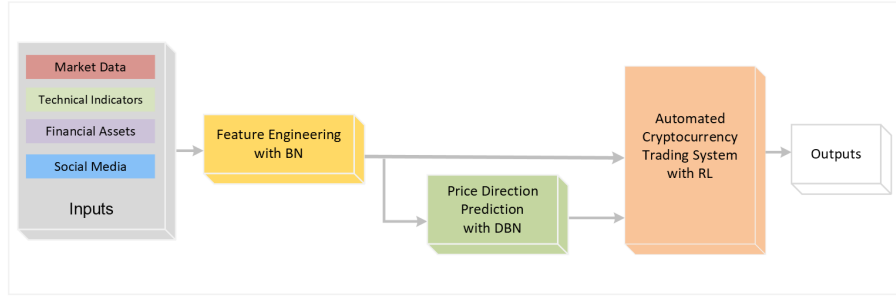 Market Data
Technical Indicators
Financial Assets
Social Media
Inputs
Feature Engineering
with BN
Price Direction
Prediction
with DBN
Automated
Cryptocurrency
Trading System
with RL
Outputs